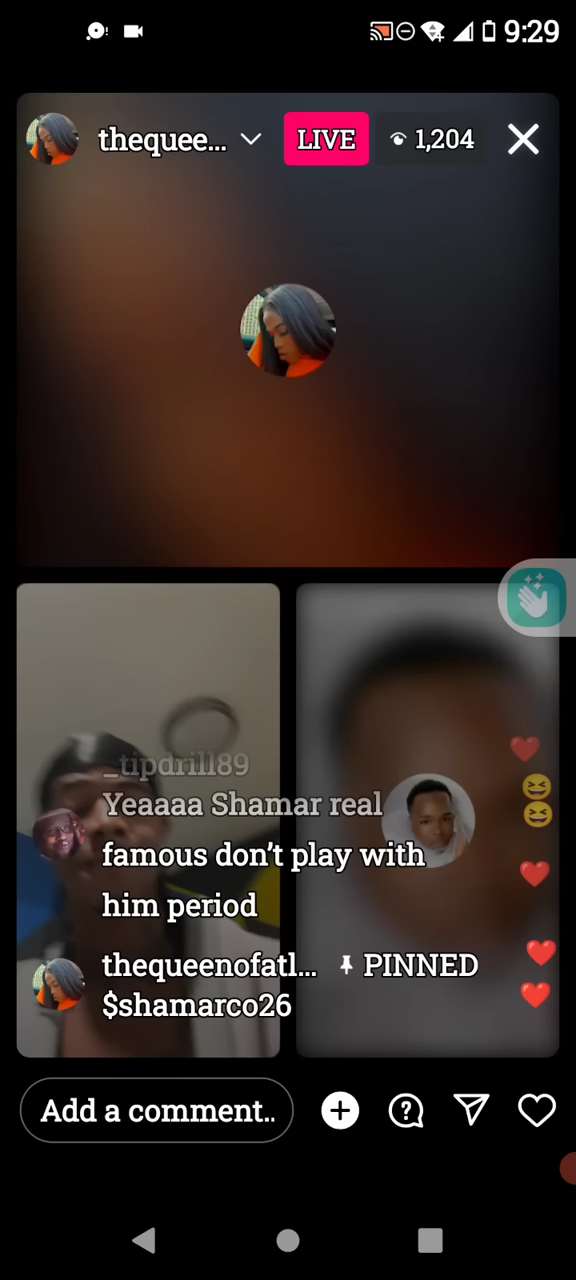 9:29
thequee... LIVE 1,204
_tipdrill89
Yeaaaa Shamar real
famous don't play with
him period
thequeenofatl... PINNED
$shamarco26
Add a comment..